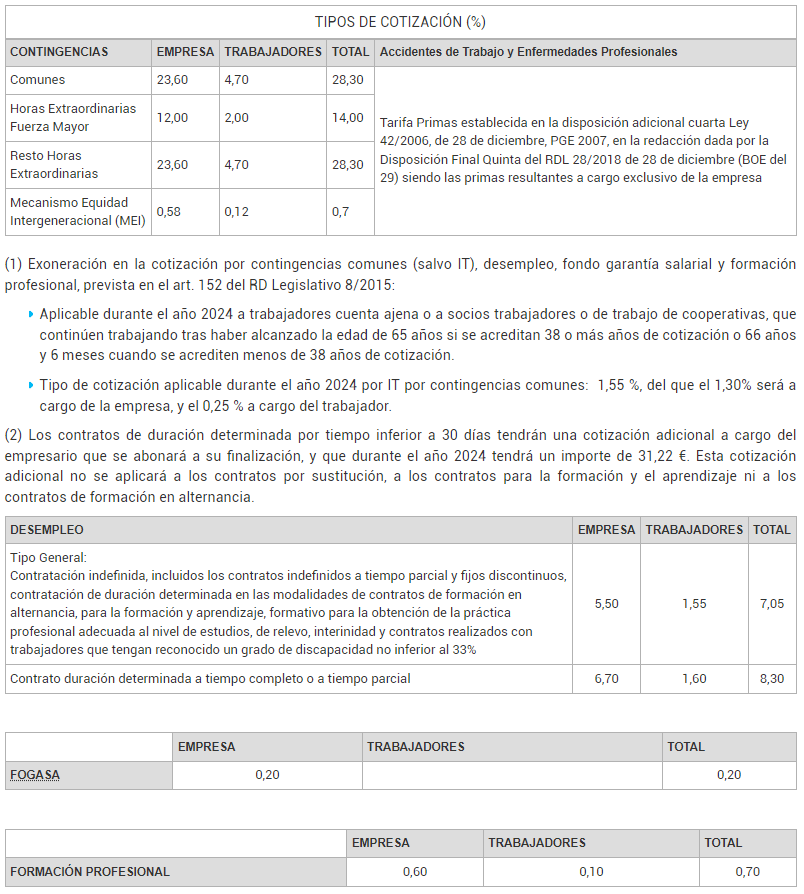 TIPOS DE COTIZACIÓN (%)
CONTINGENCIAS EMPRESA TRABAJADORES TOTAL Accidentes de Trabajo y Enfermedades Profesionales
Comunes 23,60 4,70 28,30
Horas Extraordinarias
Fuerza Mayor 12,00 2,00 14,00
Resto Horas
Extraordinarias 23,60 4,70 28,30
Mecanismo Equidad
Intergeneracional (MEI) 0,58 0,12 0,7
Tarifa Primas establecida en la disposición adicional cuarta Ley
42/2006, de 28 de diciembre, PGE 2007, en la redacción dada por la
Disposición Final Quinta del RDL 28/2018 de 28 de diciembre (BOE del
29) siendo las primas resultantes a cargo exclusivo de la empresa
(1) Exoneración en la cotización por contingencias comunes (salvo IT), desempleo, fondo garantía salarial y formación
profesional, prevista en el art. 152 del RD Legislativo 8/2015:
Aplicable durante el año 2024 a trabajadores cuenta ajena o a socios trabajadores o de trabajo de cooperativas, que
continúen trabajando tras haber alcanzado la edad de 65 años si se acreditan 38 o más años de cotización o 66 años
y 6 meses cuando se acrediten menos de 38 años de cotización.
Tipo de cotización aplicable durante el año 2024 por IT por contingencias comunes: 1,55 %, del que el 1,30% será a
cargo de la empresa, y el 0,25 % a cargo del trabajador.
(2) Los contratos de duración determinada por tiempo inferior a 30 días tendrán una cotización adicional a cargo del
empresario que se abonará a su finalización, y que durante el año 2024 tendrá un importe de 31,22 €. Esta cotización
adicional no se aplicará a los contratos por sustitución, a los contratos para la formación y el aprendizaje ni a los
contratos de formación en alternancia.
DESEMPLEO EMPRESA TRABAJADORES TOTAL
Tipo General:
Contratación indefinida, incluidos los contratos indefinidos a tiempo parcial y fijos discontinuos,
contratación de duración determinada en las modalidades de contratos de formación en
alternancia, para la formación y aprendizaje, formativo para la obtención de la práctica
profesional adecuada al nivel de estudios, de relevo, interinidad y contratos realizados con
trabajadores que tengan reconocido un grado de discapacidad no inferior al 33%
5,50 1,55 7,05
Contrato duración determinada a tiempo completo o a tiempo parcial 6,70 1,60 8,30
EMPRESA TRABAJADORES TOTAL
FOGASA 0,20 0,20
EMPRESA TRABAJADORES TOTAL
FORMACIÓN PROFESIONAL 0,60 0,10 0,70